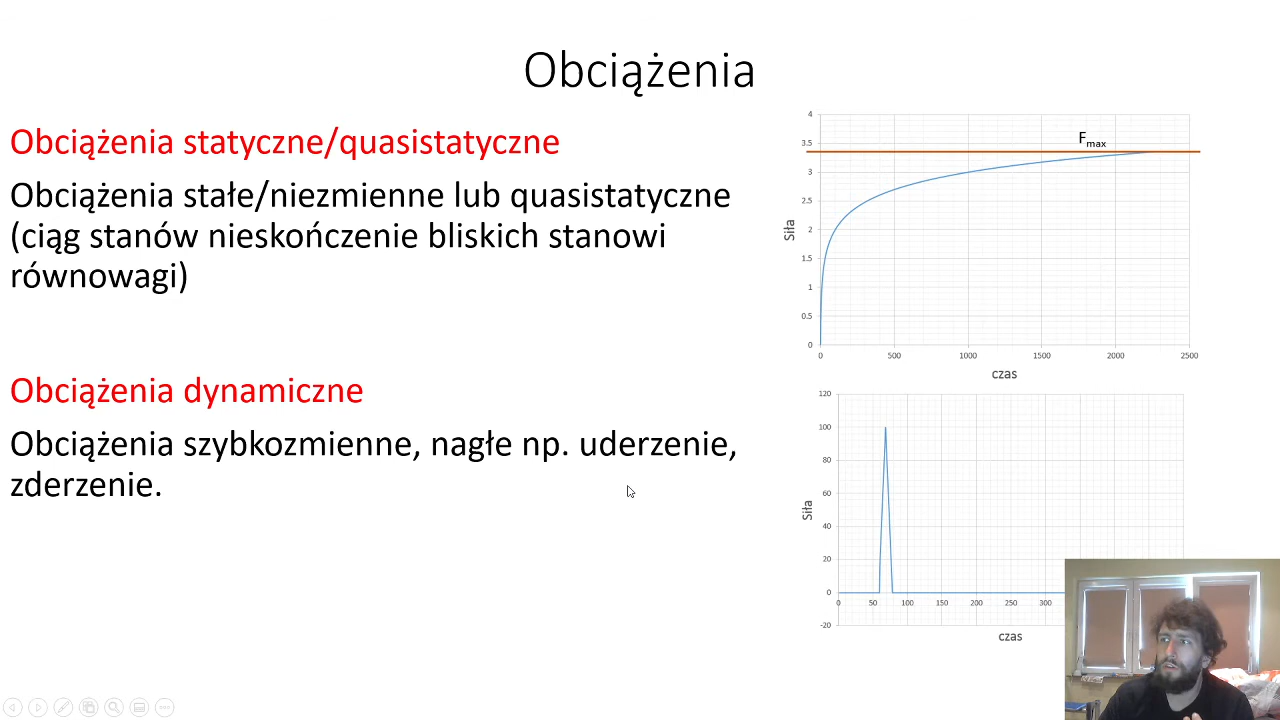 Obciążenia
Obciążenia statyczne/quasistatyczne
Obciążenia stałe/niezmienne lub quasistatyczne
(ciąg stanów nieskończenie bliskich stanowi
równowagi)
Obciążenia dynamiczne
Obciążenia szybkozmienne, nagłe np. uderzenie,
zderzenie.
4
3.5
3
2.5
2
1.5
1
0.5
0
Siła
Fmax
0 500 1000 1500 2000 2500
czas
120
100
80
60
40
20
0
-20
Siła
0 50 100 150 200 250 300
czas